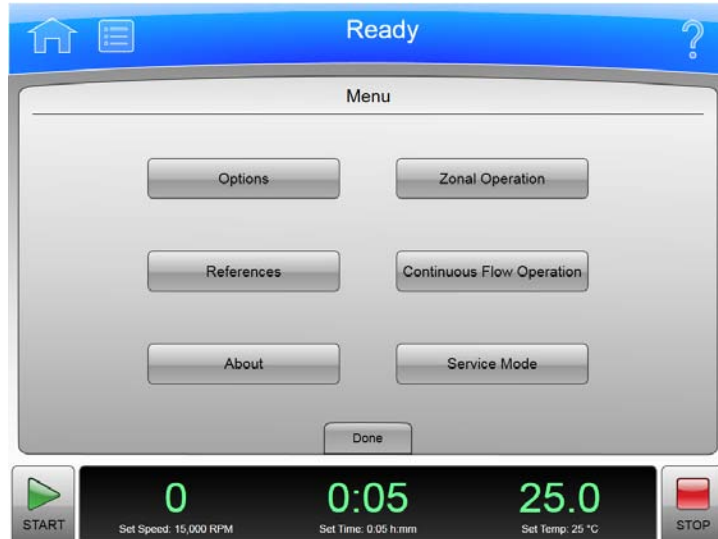 Ready
?
Menu
Options
Zonal Operation
References
Continuous Flow Operation
About
Service Mode
Done
START
0
0:05
25.0
STOP
Set Speed: 15,000 RPM
Set Time: 0:05 h:mm
Set Temp: 25 °C